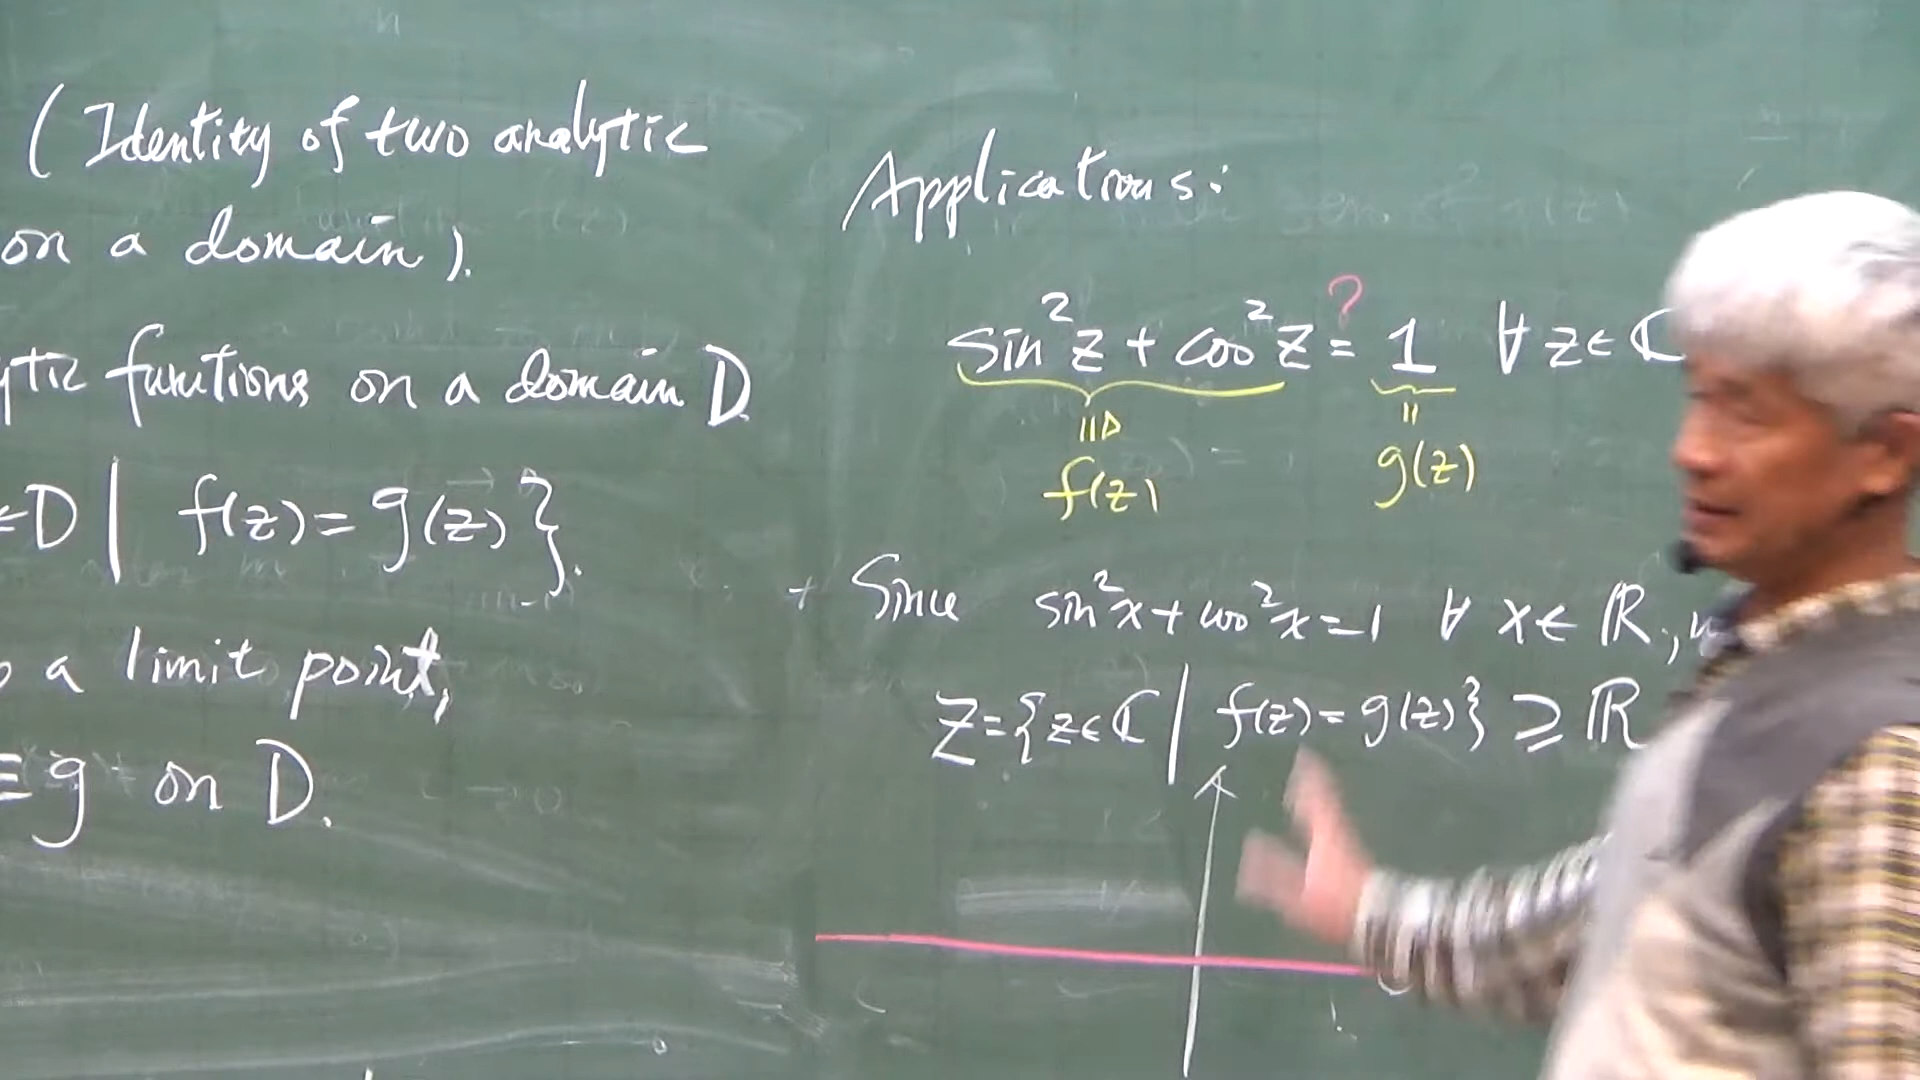 (Identity of two analytic
on a domain).
ytic functions on a domain D.
∈D | f(z) = g(z)}.
a limit point,
≡ g on D.
Applications:
?
sin²z + cos²z = 1 ∀ z∈ℂ
f(z)
g(z)
Since sin²x + cos²x = 1 ∀ x∈ℝ,
Z = {z∈ℂ | f(z) = g(z)} ⊇ ℝ